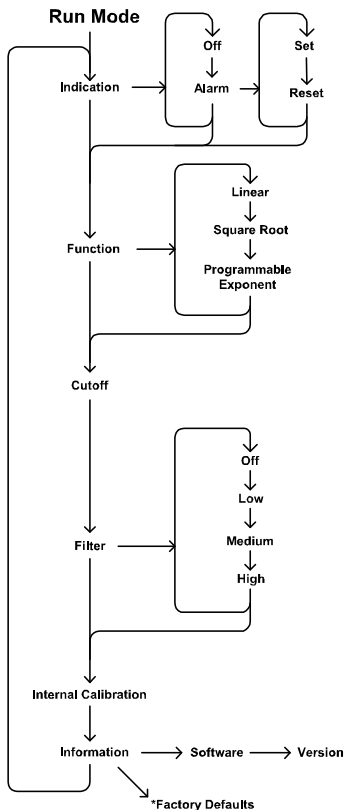 Run Mode
Off
Set
Indication
Alarm
Reset
Linear
Function
Square Root
Programmable
Exponent
Cutoff
Off
Low
Filter
Medium
High
Internal Calibration
Information
Software
Version
*Factory Defaults